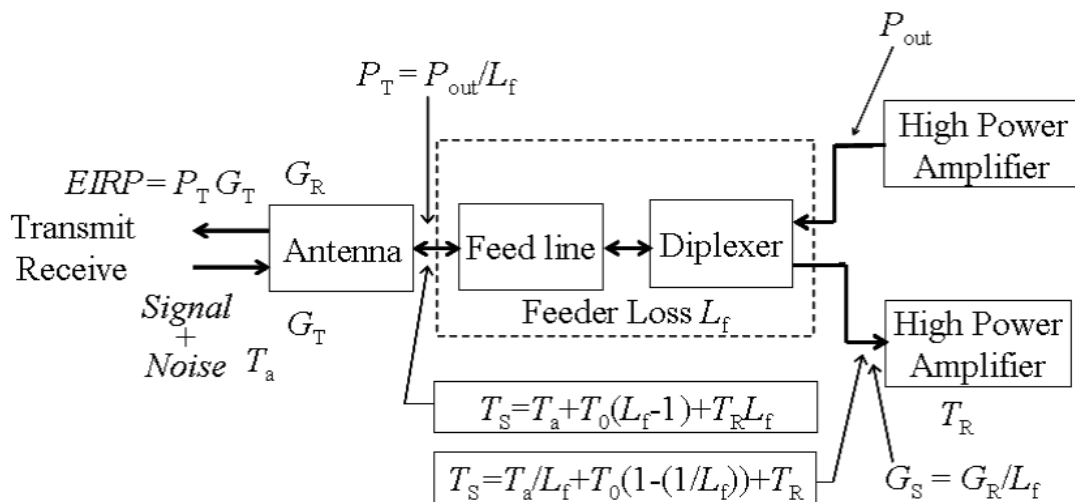 P_out
P_T = P_out/L_f
High Power
Amplifier
EIRP = P_T G_T
G_R
Transmit
Receive
Antenna
Feed line
Diplexer
Signal
+
Noise
T_a
G_T
Feeder Loss L_f
High Power
Amplifier
T_S=T_a+T_0(L_f-1)+T_RL_f
T_R
T_S=T_a/L_f+T_0(1-(1/L_f))+T_R
G_S = G_R/L_f